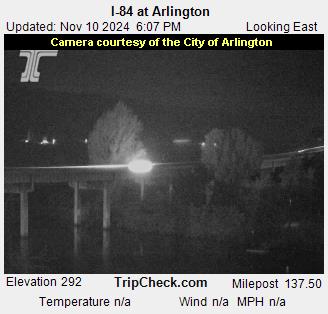 I-84 at Arlington
Updated: Nov 10 2024 6:07 PM Looking East
Camera courtesy of the City of Arlington
Elevation 292 TripCheck.com Milepost 137.50
Temperature n/a Wind n/a MPH n/a